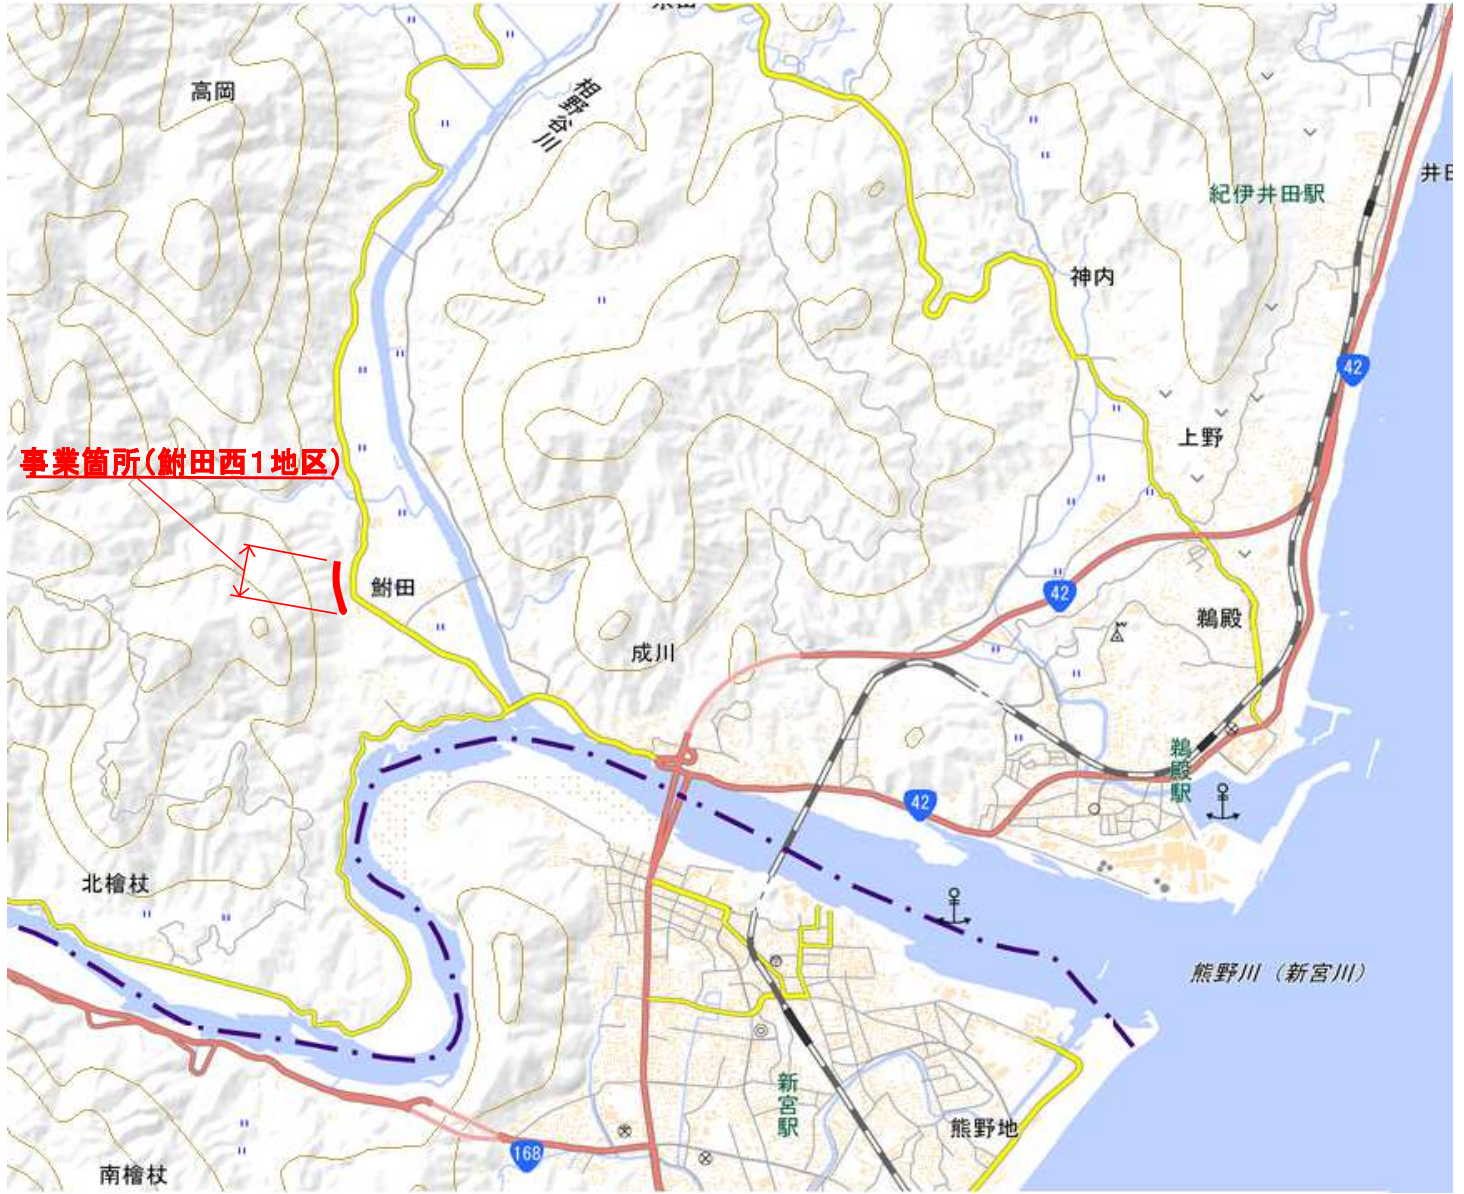 高岡
相野谷川
紀伊井田駅
神内
42
上野
事業箇所(鮒田西1地区)
鮒田
42
鵜殿
成川
鵜殿駅
42
北檜杖
熊野川（新宮川）
新宮駅
熊野地
168
南檜杖